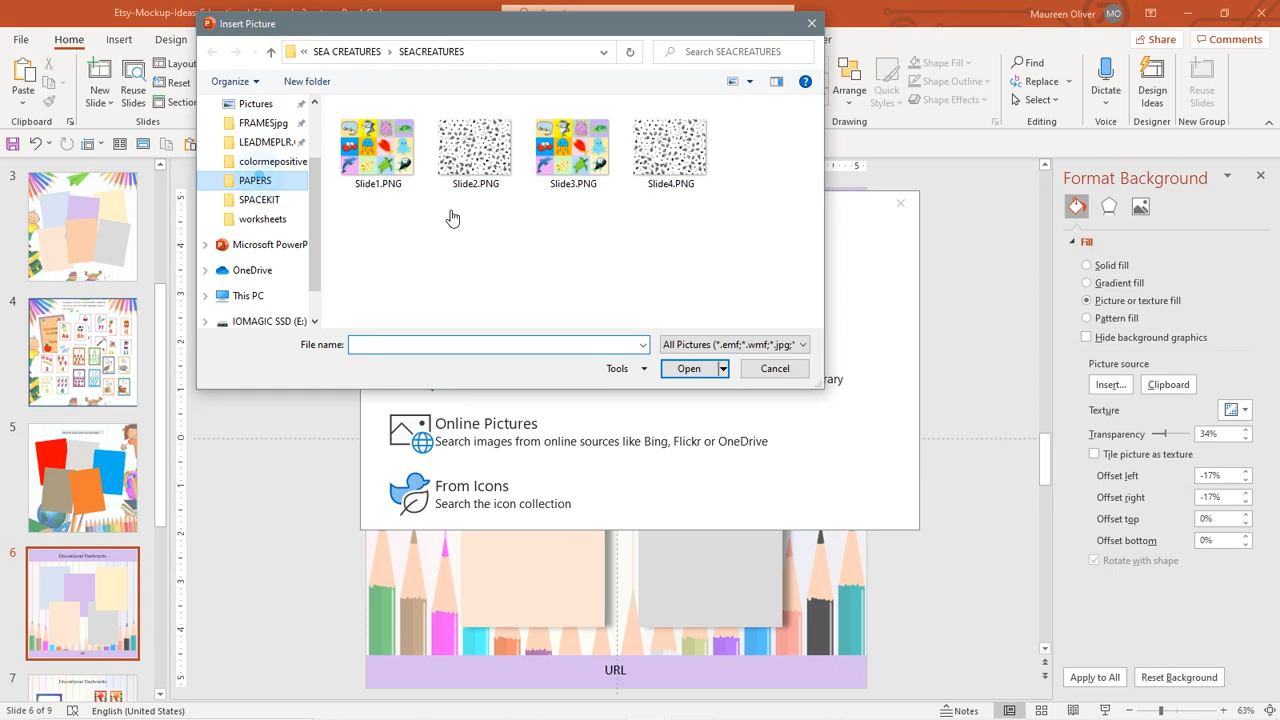 Etsy-Mockup-Ideas
Maureen Oliver
MO
Insert Picture
File
Home
Insert
Design
Share
Comments
SEA CREATURES
SEACREATURES
Search SEACREATURES
Organize
New folder
Paste
New
Slide
Reuse
Slides
Layout
Reset
Section
Arrange
Quick
Styles
Shape Fill
Shape Outline
Shape Effects
Find
Replace
Select
Dictate
Design
Ideas
Reuse
Slides
Voice
Designer
New Group
Pictures
FRAMESjpg
LEADMEPLR.
colormepositive
PAPERS
SPACEKIT
worksheets
Microsoft PowerP
OneDrive
This PC
IOMAGIC SSD (E:)
Slide1.PNG
Slide2.PNG
Slide3.PNG
Slide4.PNG
File name:
All Pictures (*.emf;*.wmf;*.jpg;*
Tools
Open
Cancel
3
4
5
6
7
Educational Flashcards
URL
Educational Flashcards
rary
Online Pictures
Search images from online sources like Bing, Flickr or OneDrive
From Icons
Search the icon collection
URL
Format Background
Fill
Solid fill
Gradient fill
Picture or texture fill
Pattern fill
Hide background graphics
Picture source
Insert...
Clipboard
Texture
Transparency
34%
Tile picture as texture
Offset left
-17%
Offset right
-17%
Offset top
0%
Offset bottom
0%
Rotate with shape
Apply to All
Reset Background
Slide 6 of 9
English (United States)
Notes
63%